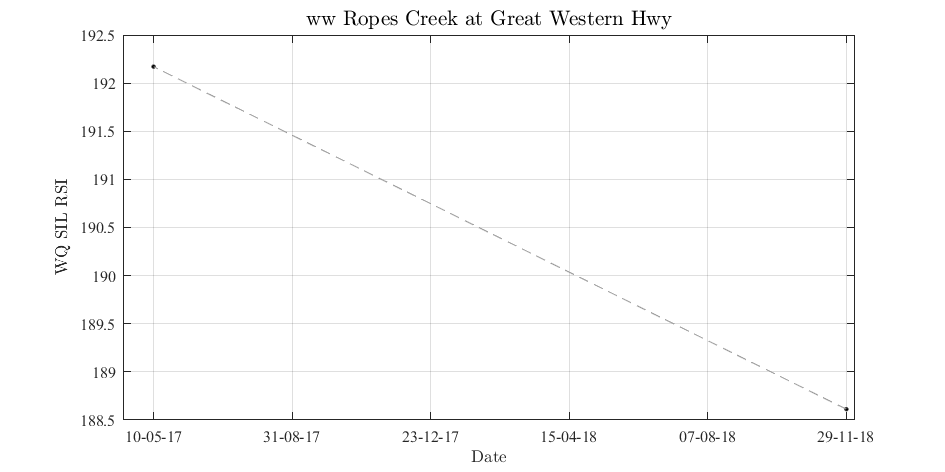 ww Ropes Creek at Great Western Hwy
192.5
192
191.5
191
190.5
190
189.5
189
188.5
WQ SIL RSI
10-05-17 31-08-17 23-12-17 15-04-18 07-08-18 29-11-18
Date